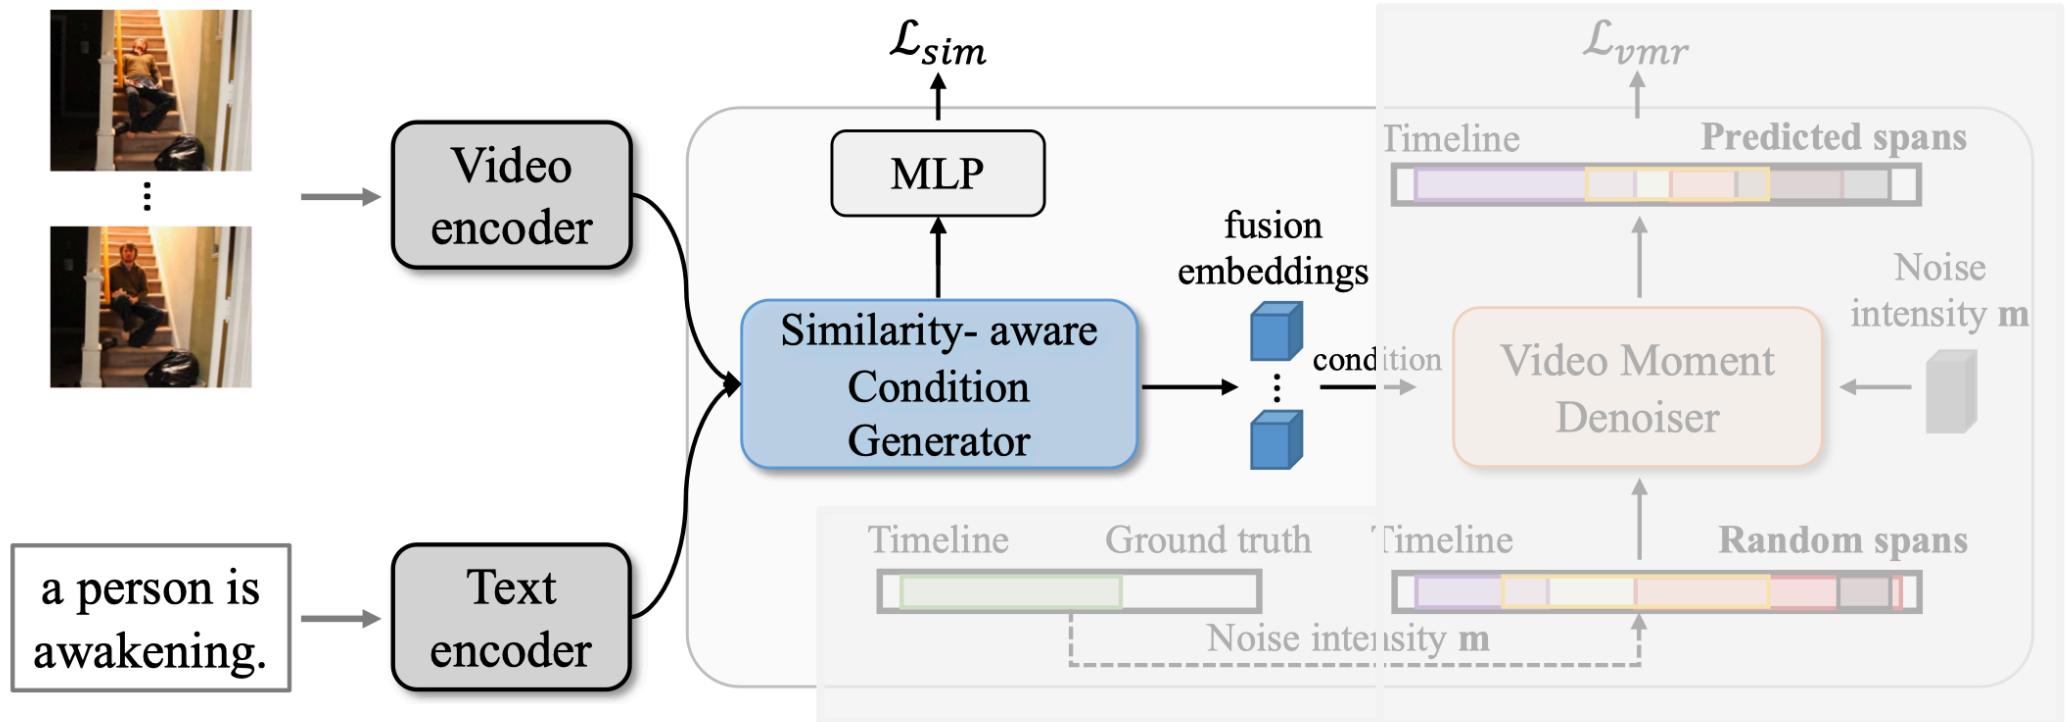 ℒsim
ℒvmr
MLP
Video
encoder
Timeline
Predicted spans
fusion
embeddings
Noise
intensity m
Similarity- aware
Condition
Generator
condition
Video Moment
Denoiser
Timeline
Ground truth
Timeline
Random spans
Noise intensity m
a person is
awakening.
Text
encoder